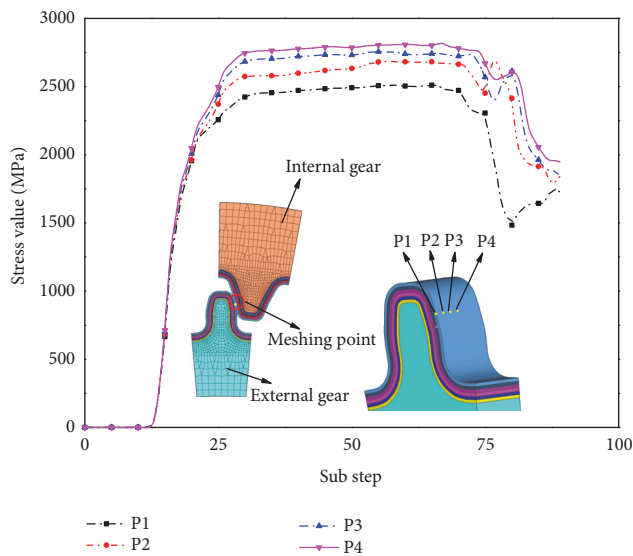 3000
2500
2000
1500
1000
500
0
Stress value (MPa)
Internal gear
Meshing point
External gear
P1
P2
P3
P4
0
25
50
75
100
Sub step
P1
P2
P3
P4